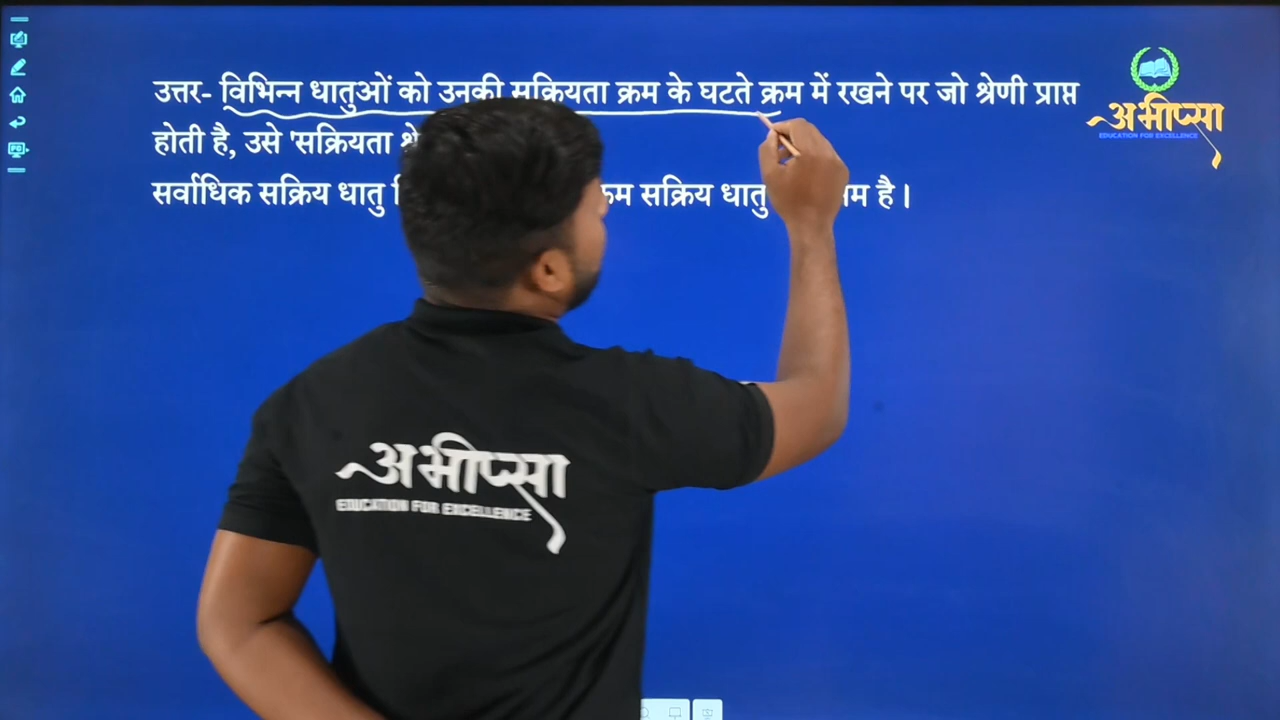 उत्तर- विभिन्न धातुओं को उनकी सक्रियता क्रम के घटते क्रम में रखने पर जो श्रेणी प्राप्त
होती है, उसे 'सक्रियता
सर्वाधिक सक्रिय धातु सक्रिय धातु है।
अभीप्सा
EDUCATION FOR EXCELLENCE
अभीप्सा
EDUCATION FOR EXCELLENCE